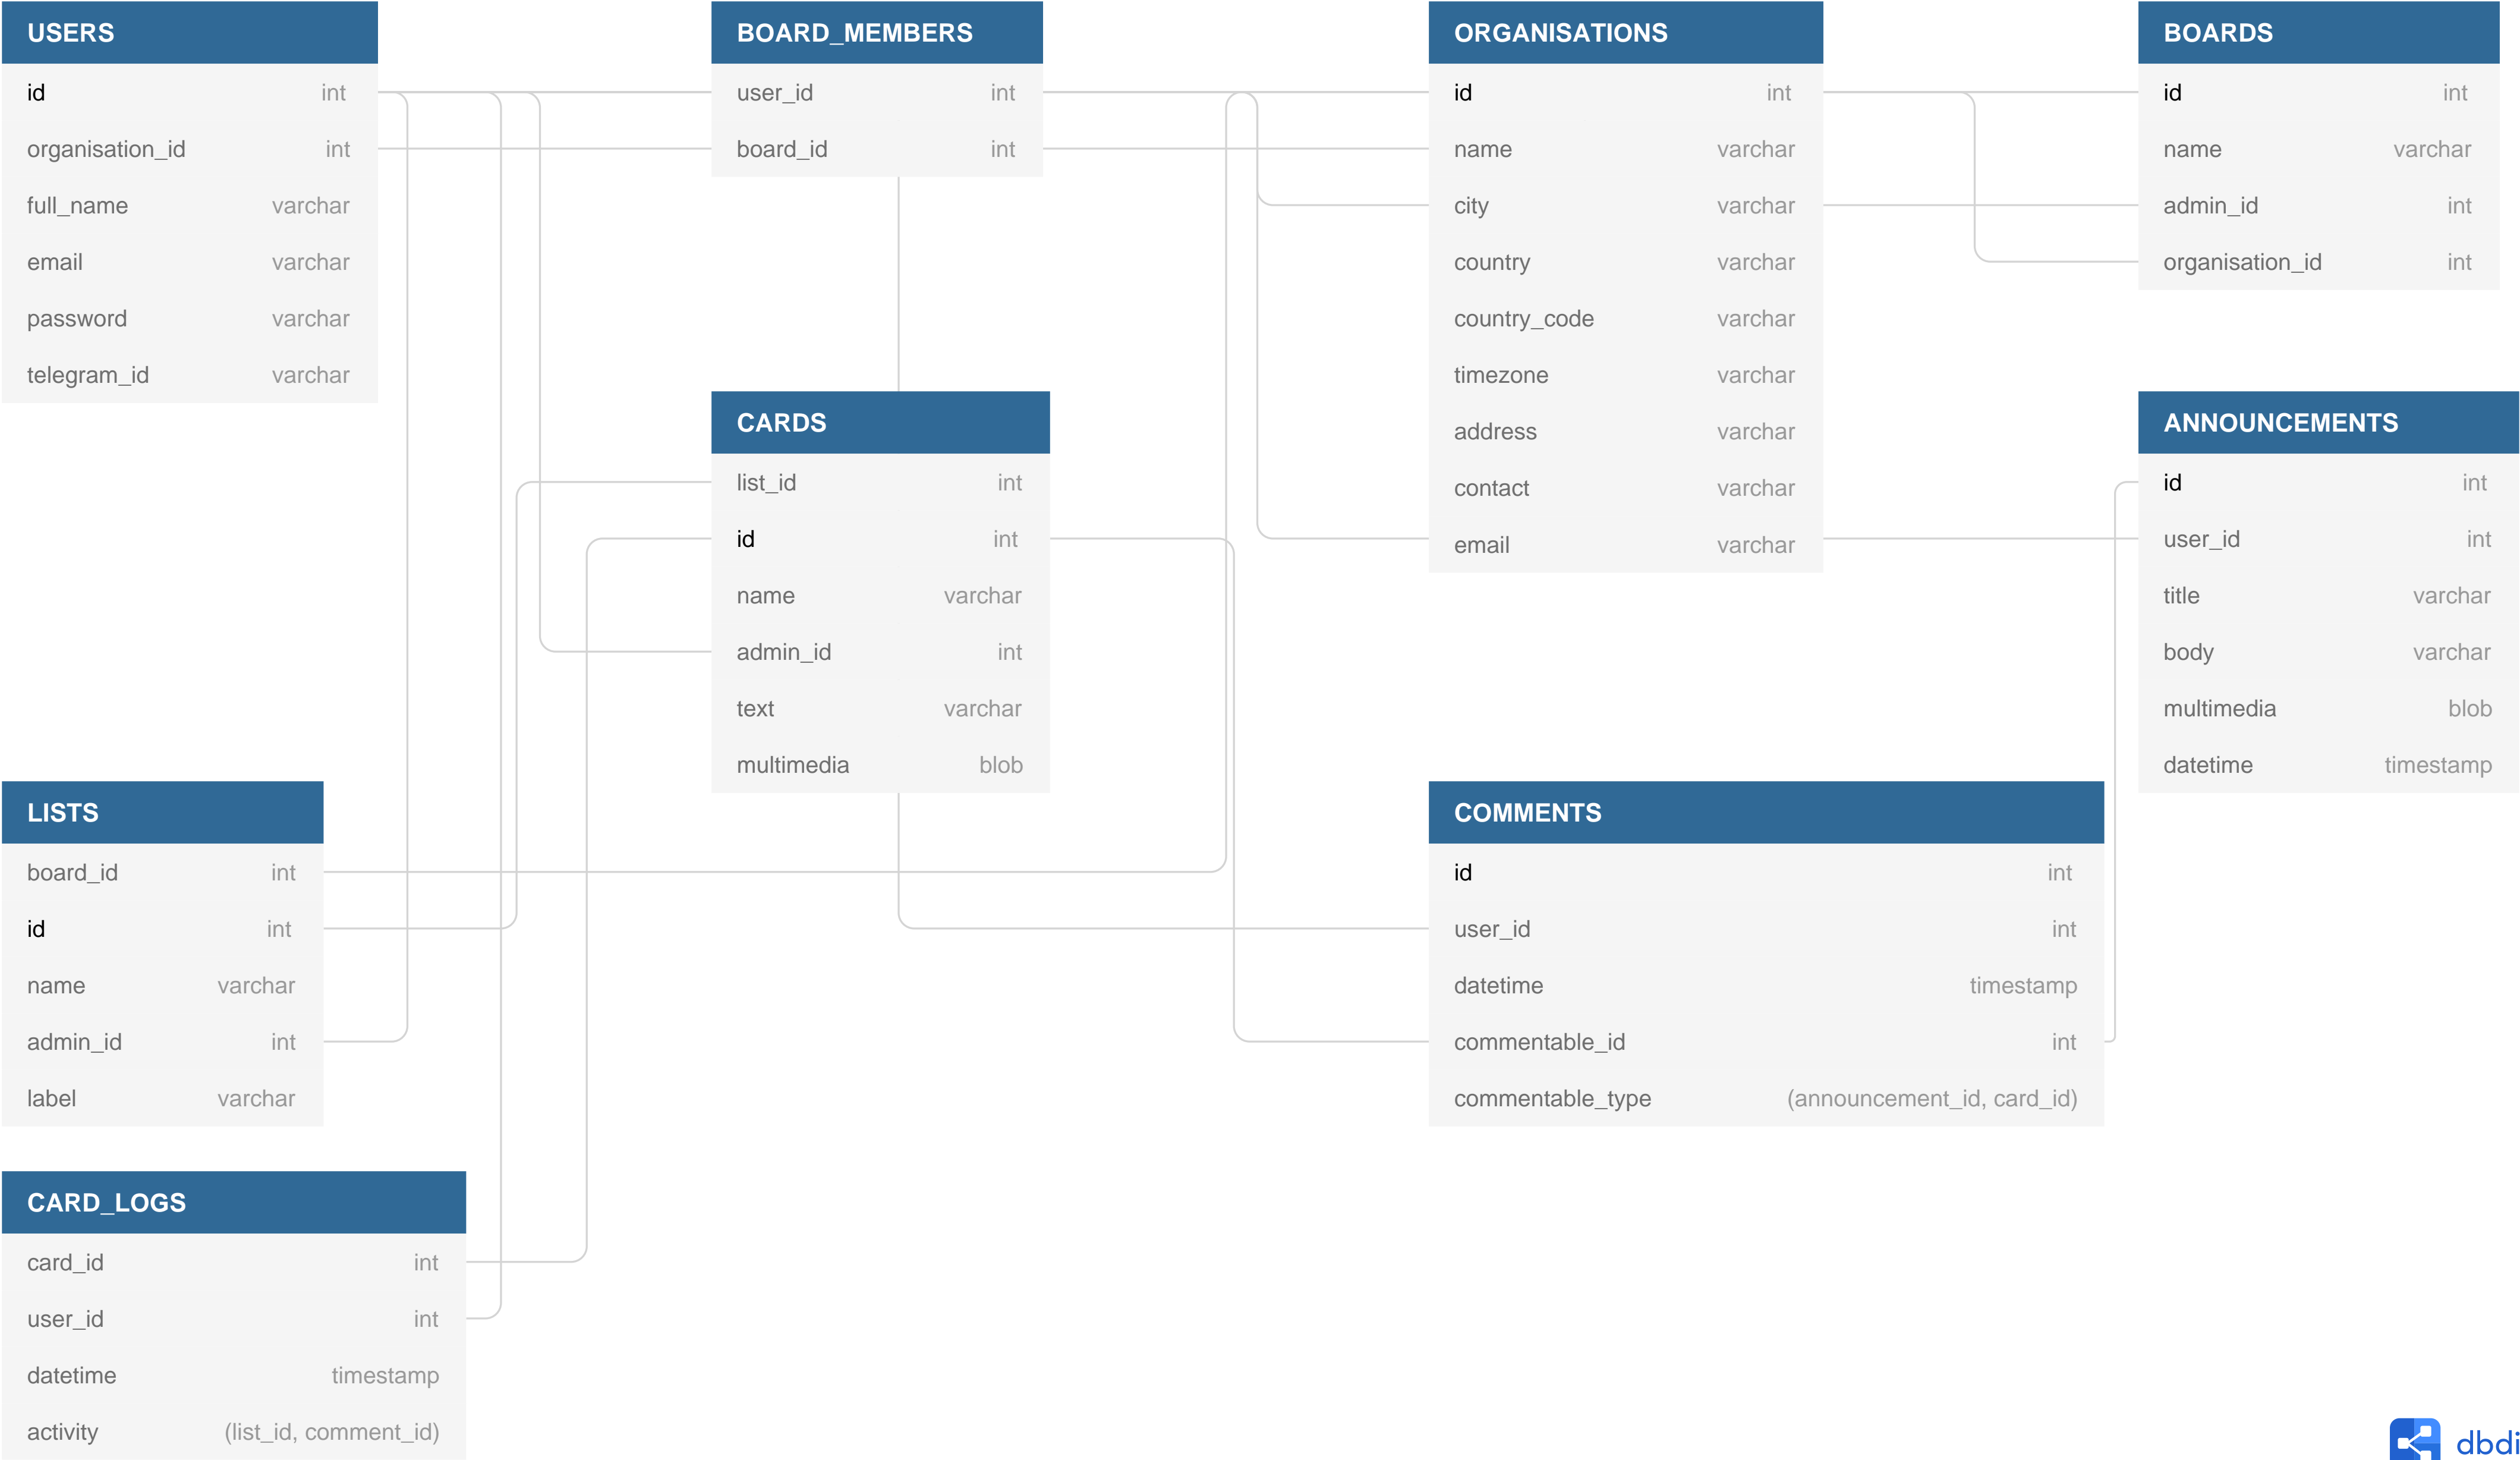 USERS
id int
organisation_id int
full_name varchar
email varchar
password varchar
telegram_id varchar
BOARD_MEMBERS
user_id int
board_id int
ORGANISATIONS
id int
name varchar
city varchar
country varchar
country_code varchar
timezone varchar
address varchar
contact varchar
email varchar
BOARDS
id int
name varchar
admin_id int
organisation_id int
CARDS
list_id int
id int
name varchar
admin_id int
text varchar
multimedia blob
ANNOUNCEMENTS
id int
user_id int
title varchar
body varchar
multimedia blob
datetime timestamp
LISTS
board_id int
id int
name varchar
admin_id int
label varchar
COMMENTS
id int
user_id int
datetime timestamp
commentable_id int
commentable_type (announcement_id, card_id)
CARD_LOGS
card_id int
user_id int
datetime timestamp
activity (list_id, comment_id)
dbdi